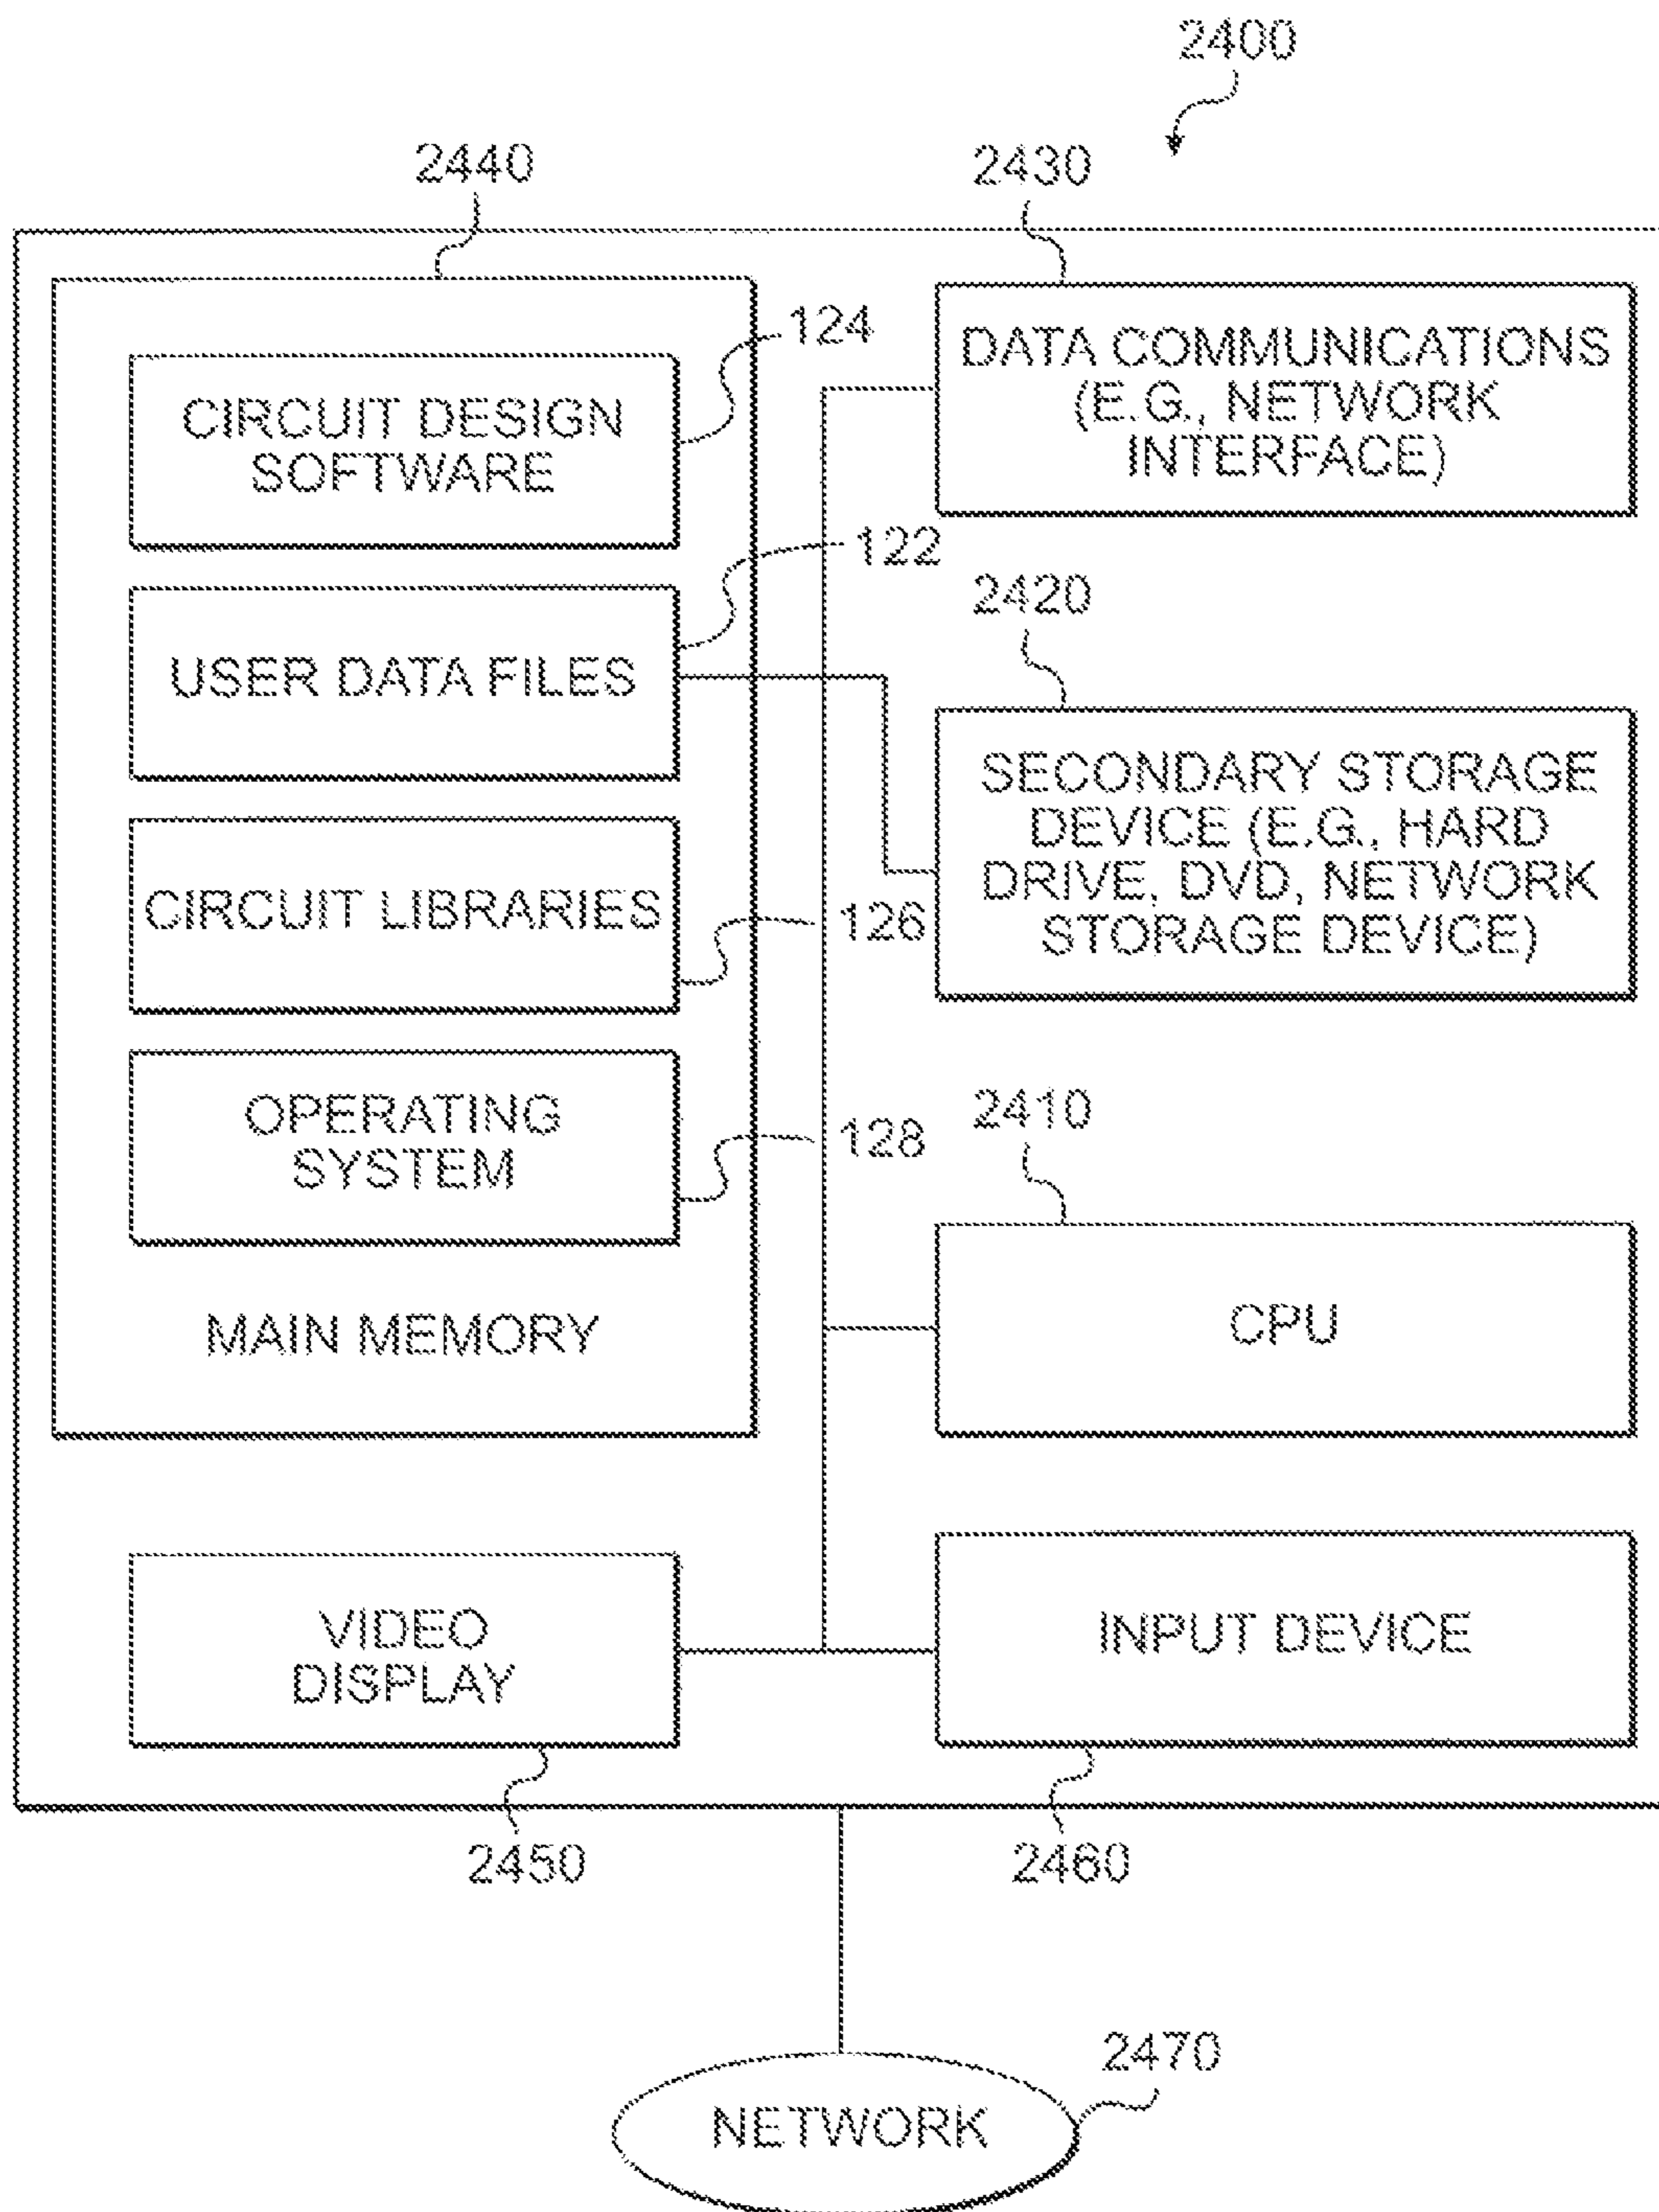 2400
2440
2430
124
CIRCUIT DESIGN
SOFTWARE
DATA COMMUNICATIONS
(E.G., NETWORK
INTERFACE)
122
USER DATA FILES
2420
SECONDARY STORAGE
DEVICE (E.G., HARD
DRIVE, DVD, NETWORK
STORAGE DEVICE)
CIRCUIT LIBRARIES
126
OPERATING
SYSTEM
128
MAIN MEMORY
2410
CPU
VIDEO
DISPLAY
2450
INPUT DEVICE
2460
2470
NETWORK